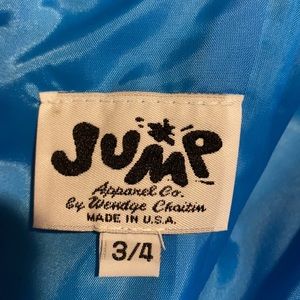 JUMP
Apparel Co.
By Wendye Chaitin
MADE IN U.S.A.
3/4